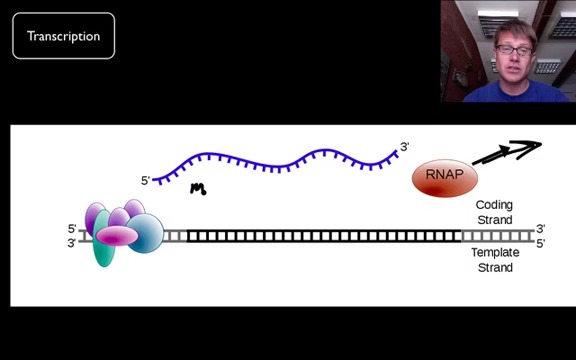 Transcription
3'
5'
m
RNAP
Coding
Strand
5'
3'
3'
5'
Template
Strand